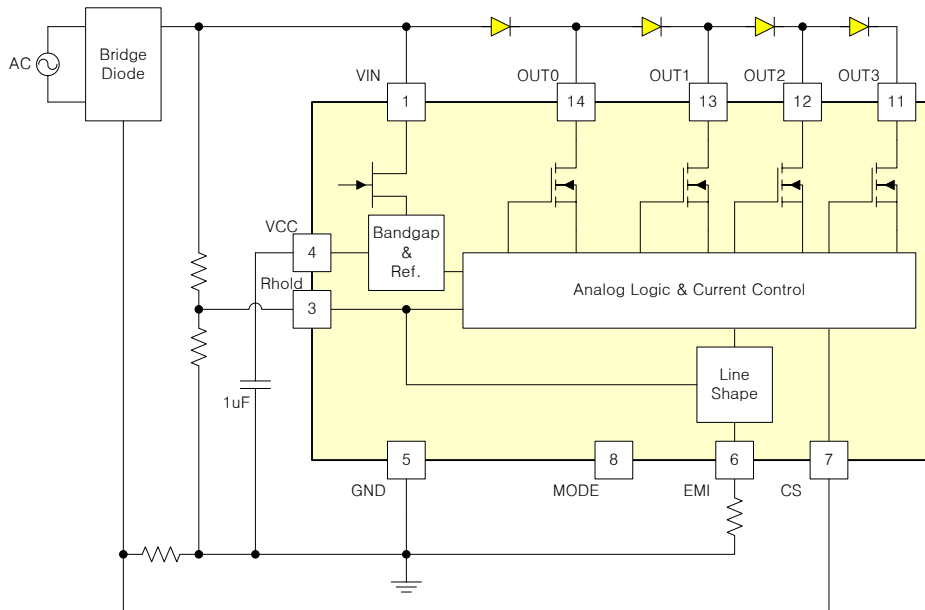 AC
Bridge
Diode
VIN
OUT0
OUT1
OUT2
OUT3
1
14
13
12
11
VCC
4
Bandgap
&
Ref.
Rhold
3
Analog Logic & Current Control
1uF
Line
Shape
5
8
6
7
GND
MODE
EMI
CS